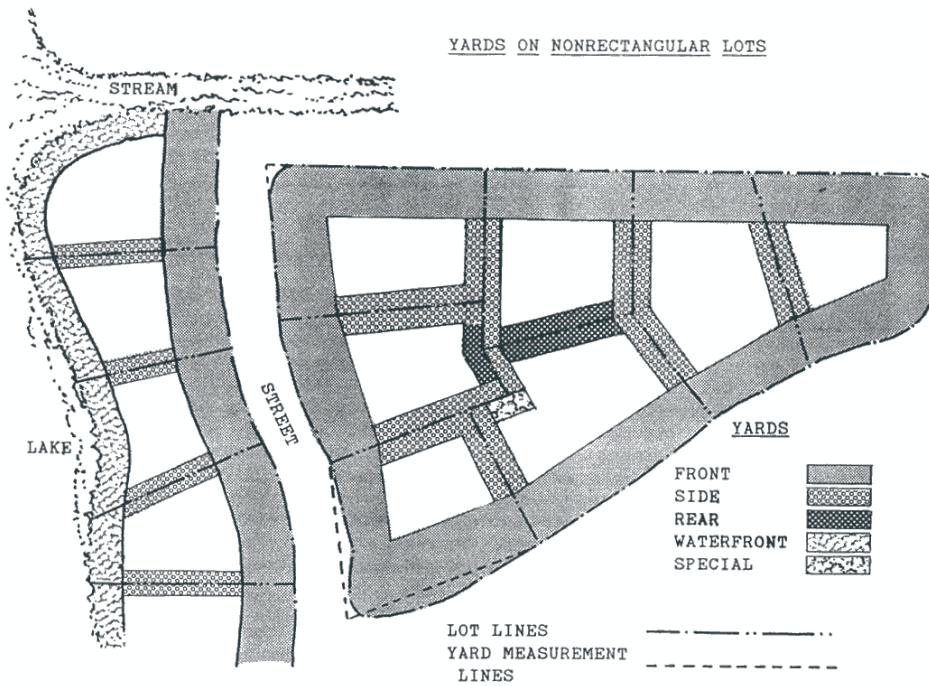 YARDS ON NONRECTANGULAR LOTS
STREAM
STREET
LAKE
YARDS
FRONT
SIDE
REAR
WATERFRONT
SPECIAL
LOT LINES
YARD MEASUREMENT
LINES